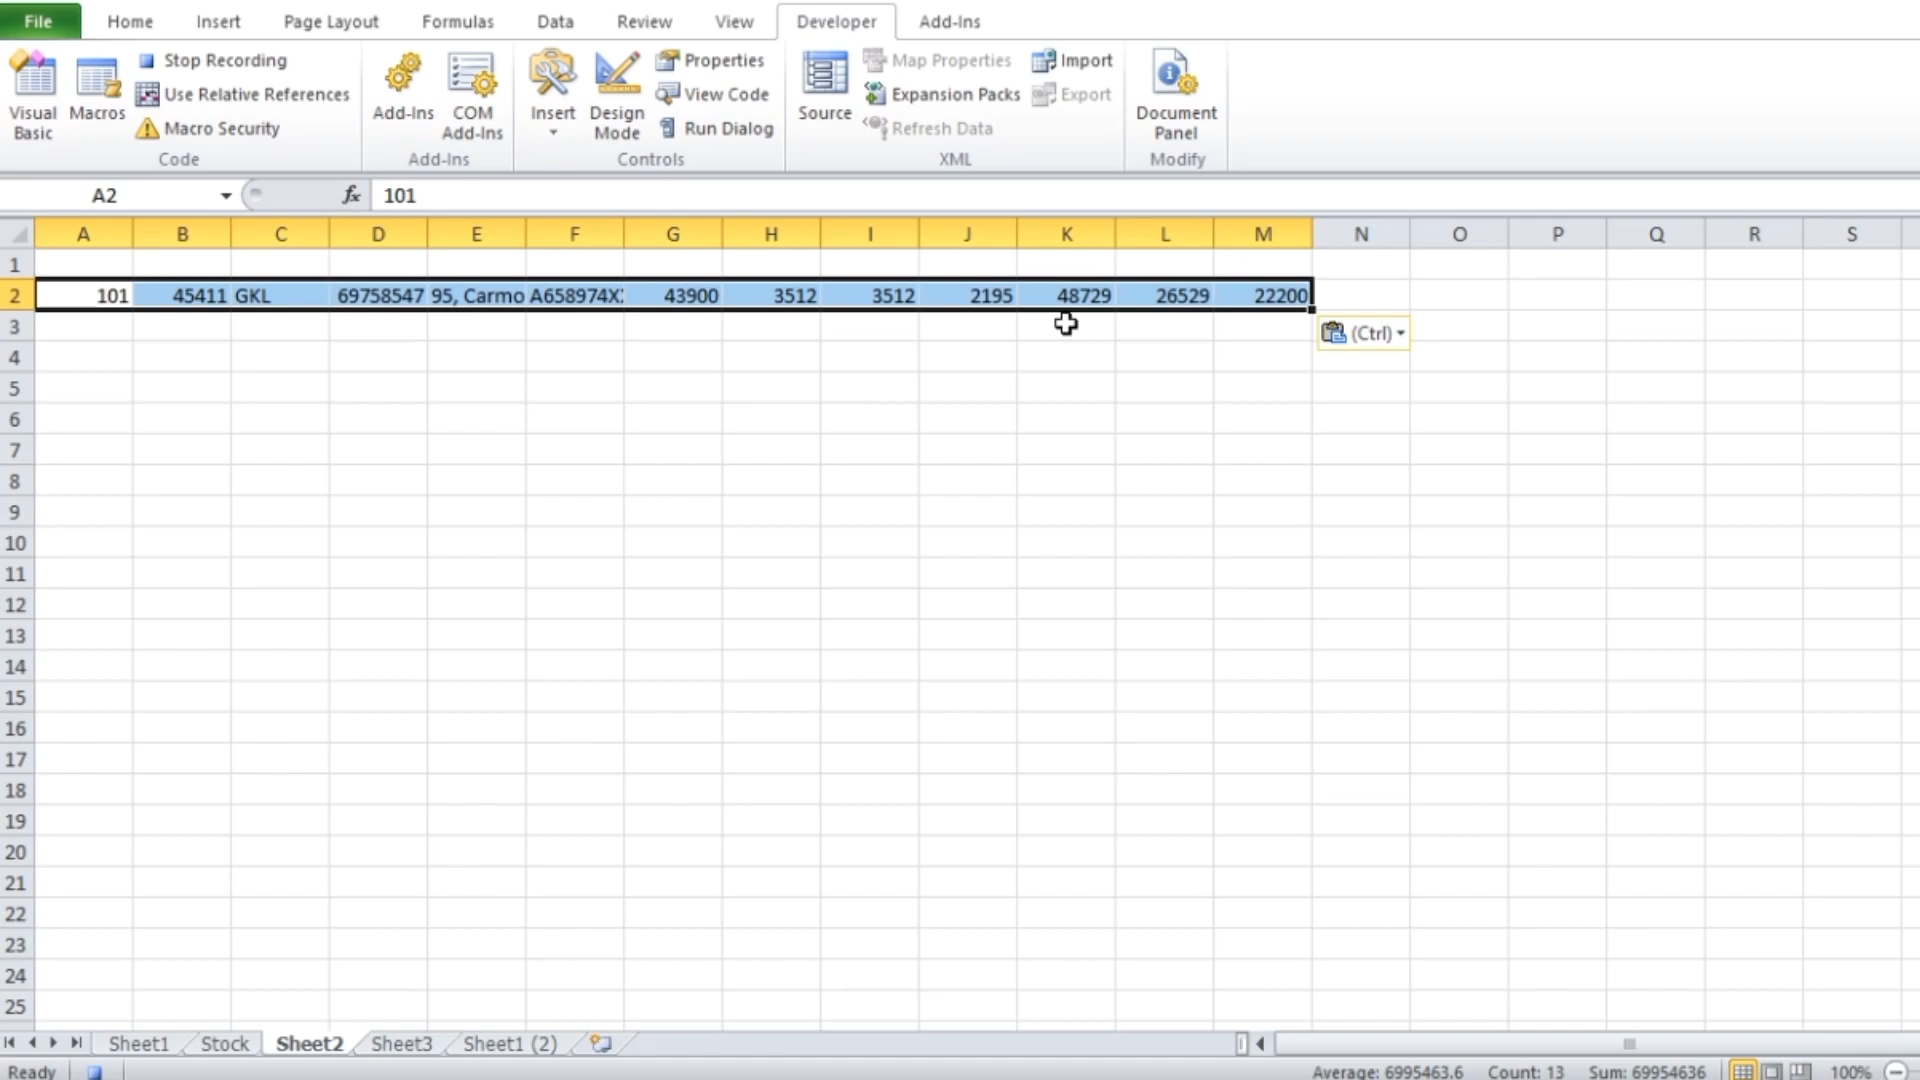 File Home Insert Page Layout Formulas Data Review View Developer Add-Ins
Visual Basic
Macros
Stop Recording
Use Relative References
Macro Security
Code
Add-Ins
COM Add-Ins
Add-Ins
Insert
Design Mode
Properties
View Code
Run Dialog
Controls
Source
Map Properties
Expansion Packs
Refresh Data
Import
Export
XML
Document Panel
Modify
A2 fx 101
A B C D E F G H I J K L M N O P Q R S
1
2 101 45411 GKL 69758547 95, Carmo A658974X 43900 3512 3512 2195 48729 26529 22200
3 (Ctrl)
4
5
6
7
8
9
10
11
12
13
14
15
16
17
18
19
20
21
22
23
24
25
Sheet1 Stock Sheet2 Sheet3 Sheet1 (2)
Ready Average: 6995463.6 Count: 13 Sum: 69954636 100%